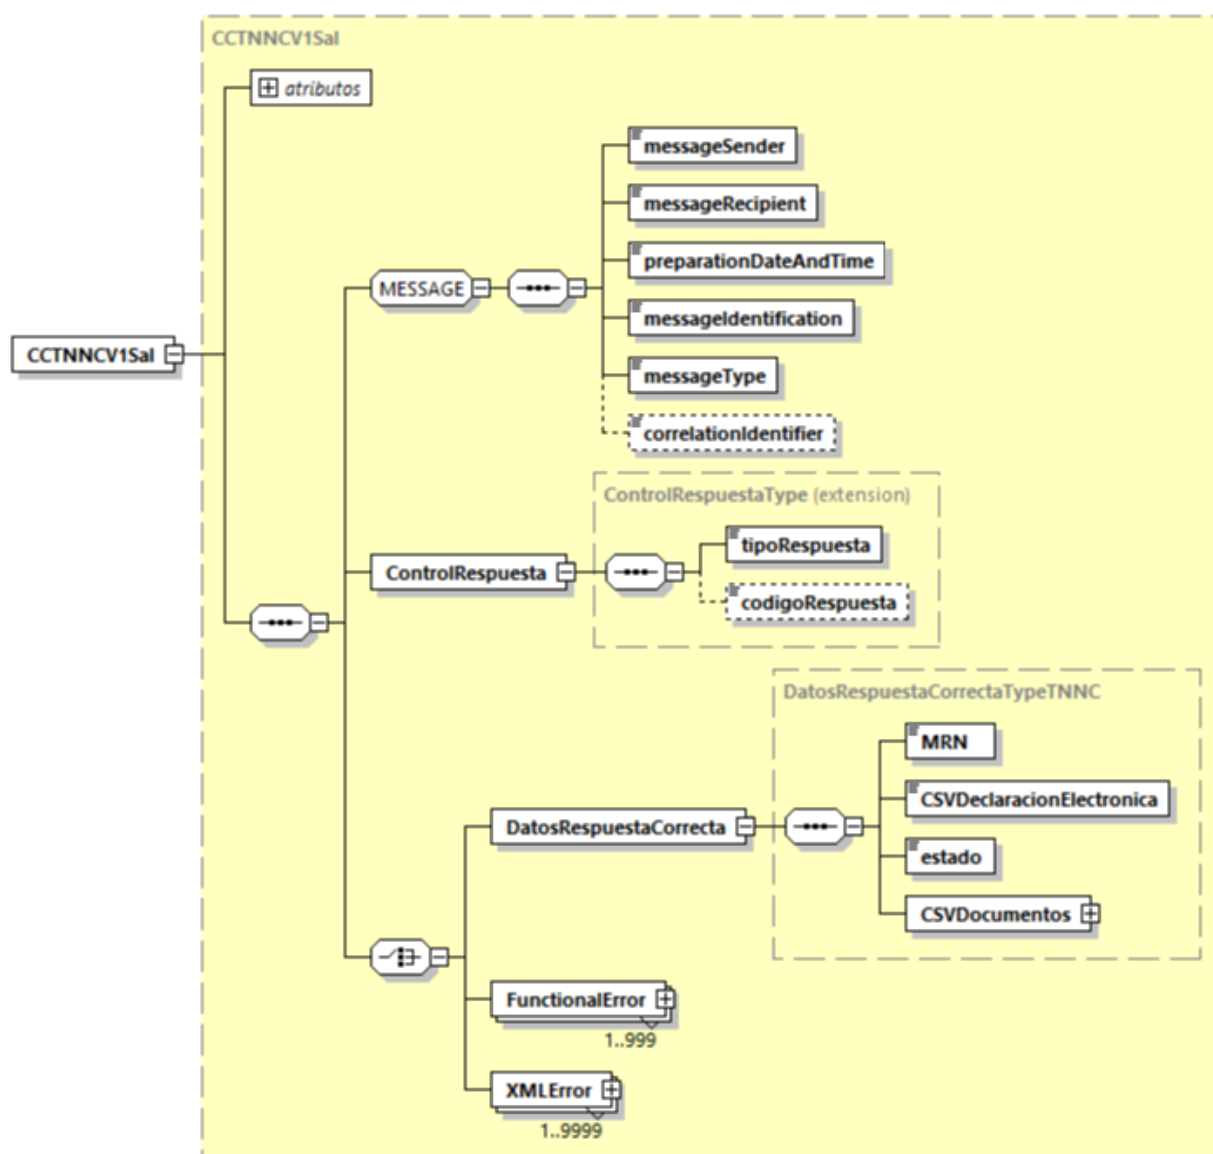 CCTNNCV1Sal
atributos
messageSender
messageRecipient
preparationDateAndTime
MESSAGE
messageIdentification
CCTNNCV1Sal
messageType
correlationIdentifier
ControlRespuestaType (extension)
tipoRespuesta
ControlRespuesta
codigoRespuesta
DatosRespuestaCorrectaTypeTNNC
MRN
CSVDeclaracionElectronica
DatosRespuestaCorrecta
estado
CSVDocumentos
FunctionalError
1..999
XMLError
1..9999